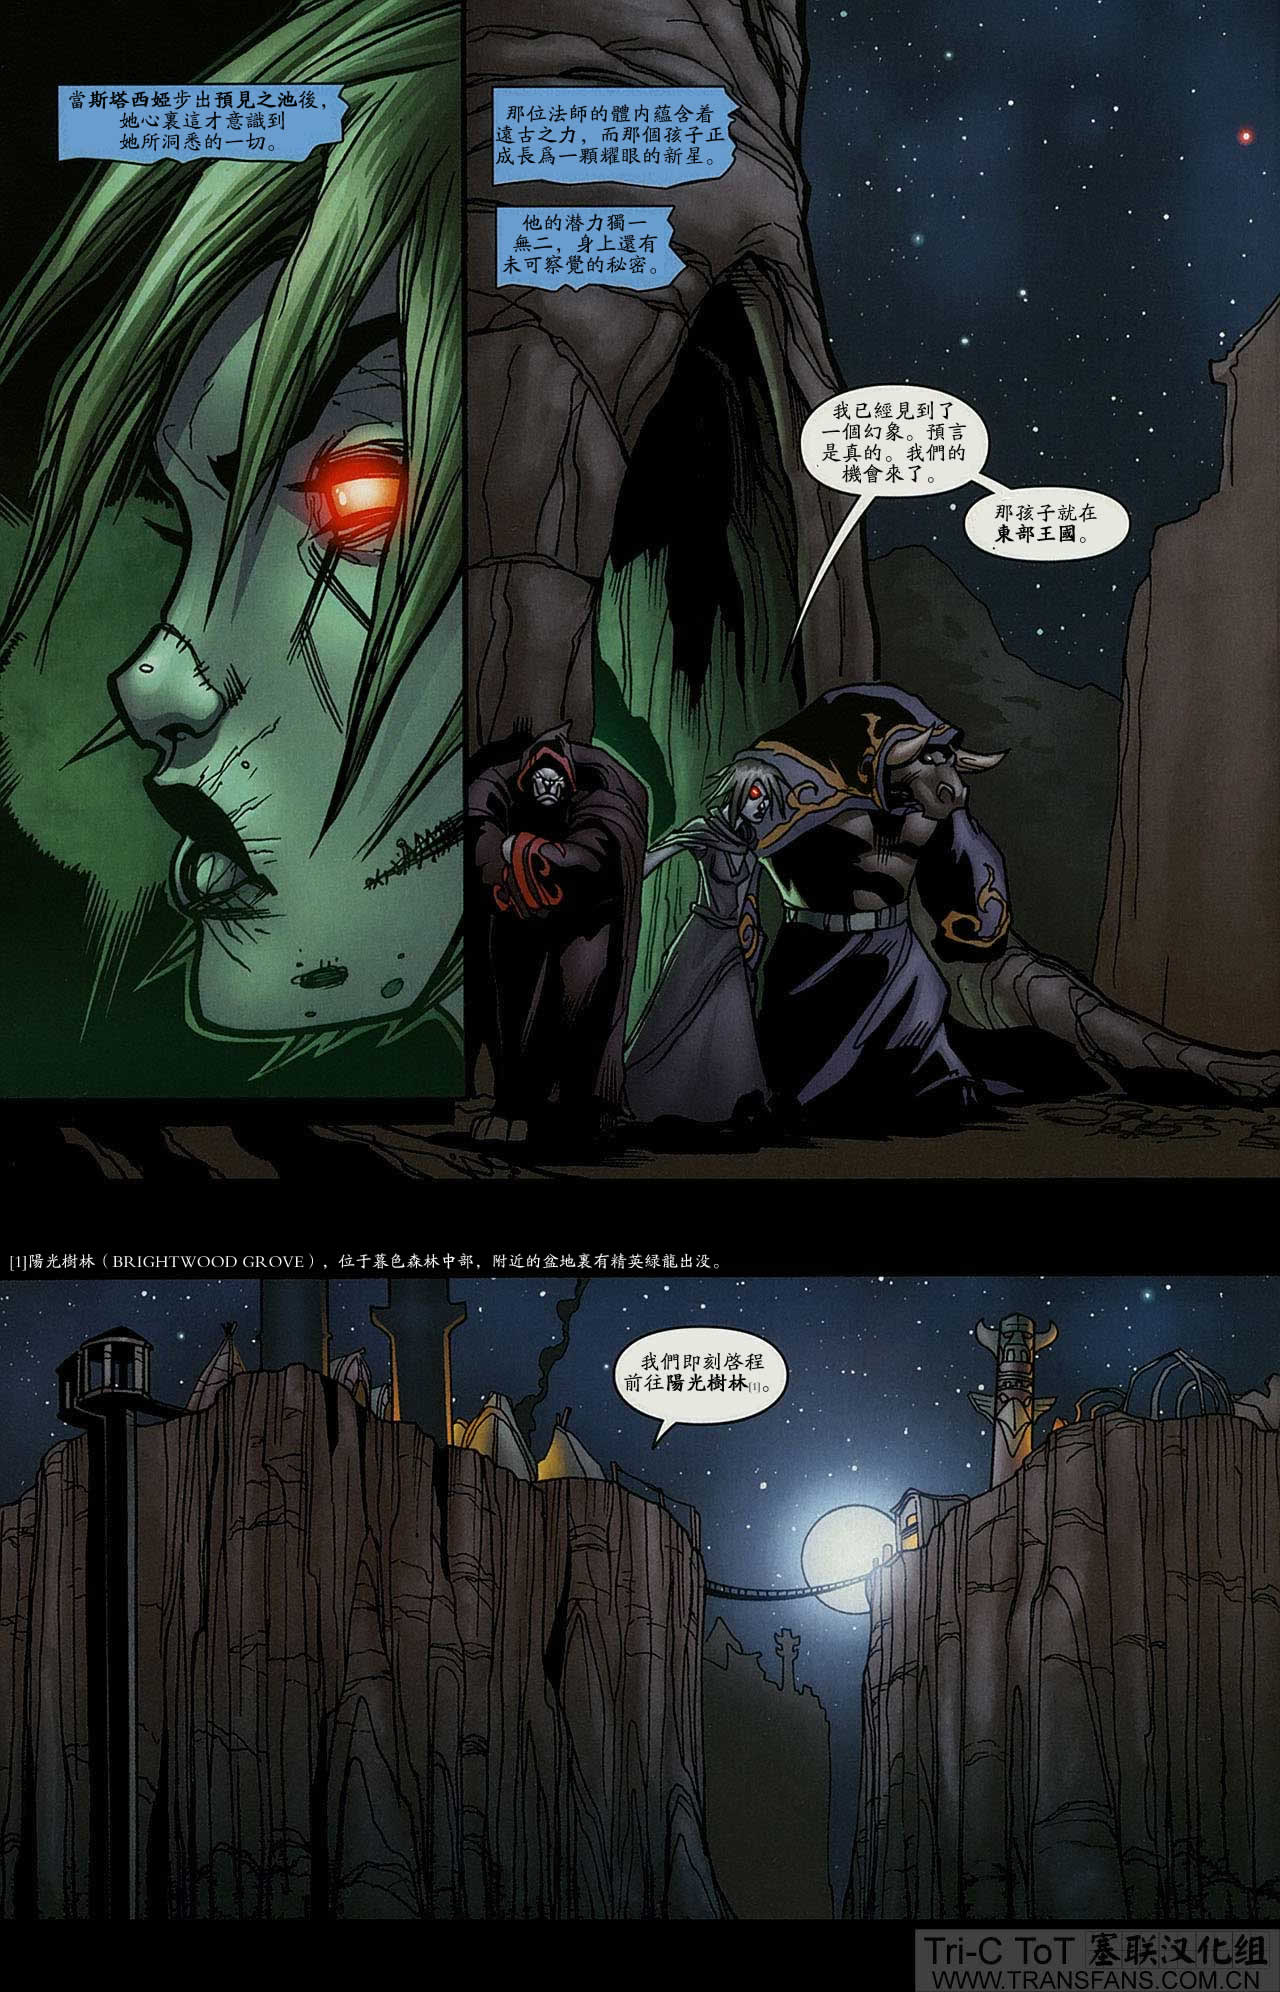 當斯塔西婭步出預見之池後，
她心裏這才意識到
她所洞悉的一切。
那位法師的體内蘊含着
遠古之力，而那個孩子正
成長爲一顆耀眼的新星。
他的潜力獨一
無二，身上還有
未可察覺的秘密。
我已經見到了
一個幻象。預言
是真的。我們的
機會來了。
那孩子就在
東部王國。
[1]陽光樹林（BRIGHTWOOD GROVE），位于暮色森林中部，附近的盆地裏有精英緑龍出没。
我們即刻啓程
前往陽光樹林[1]。
Tri-C ToT 塞联汉化组
WWW.TRANSFANS.COM.CN